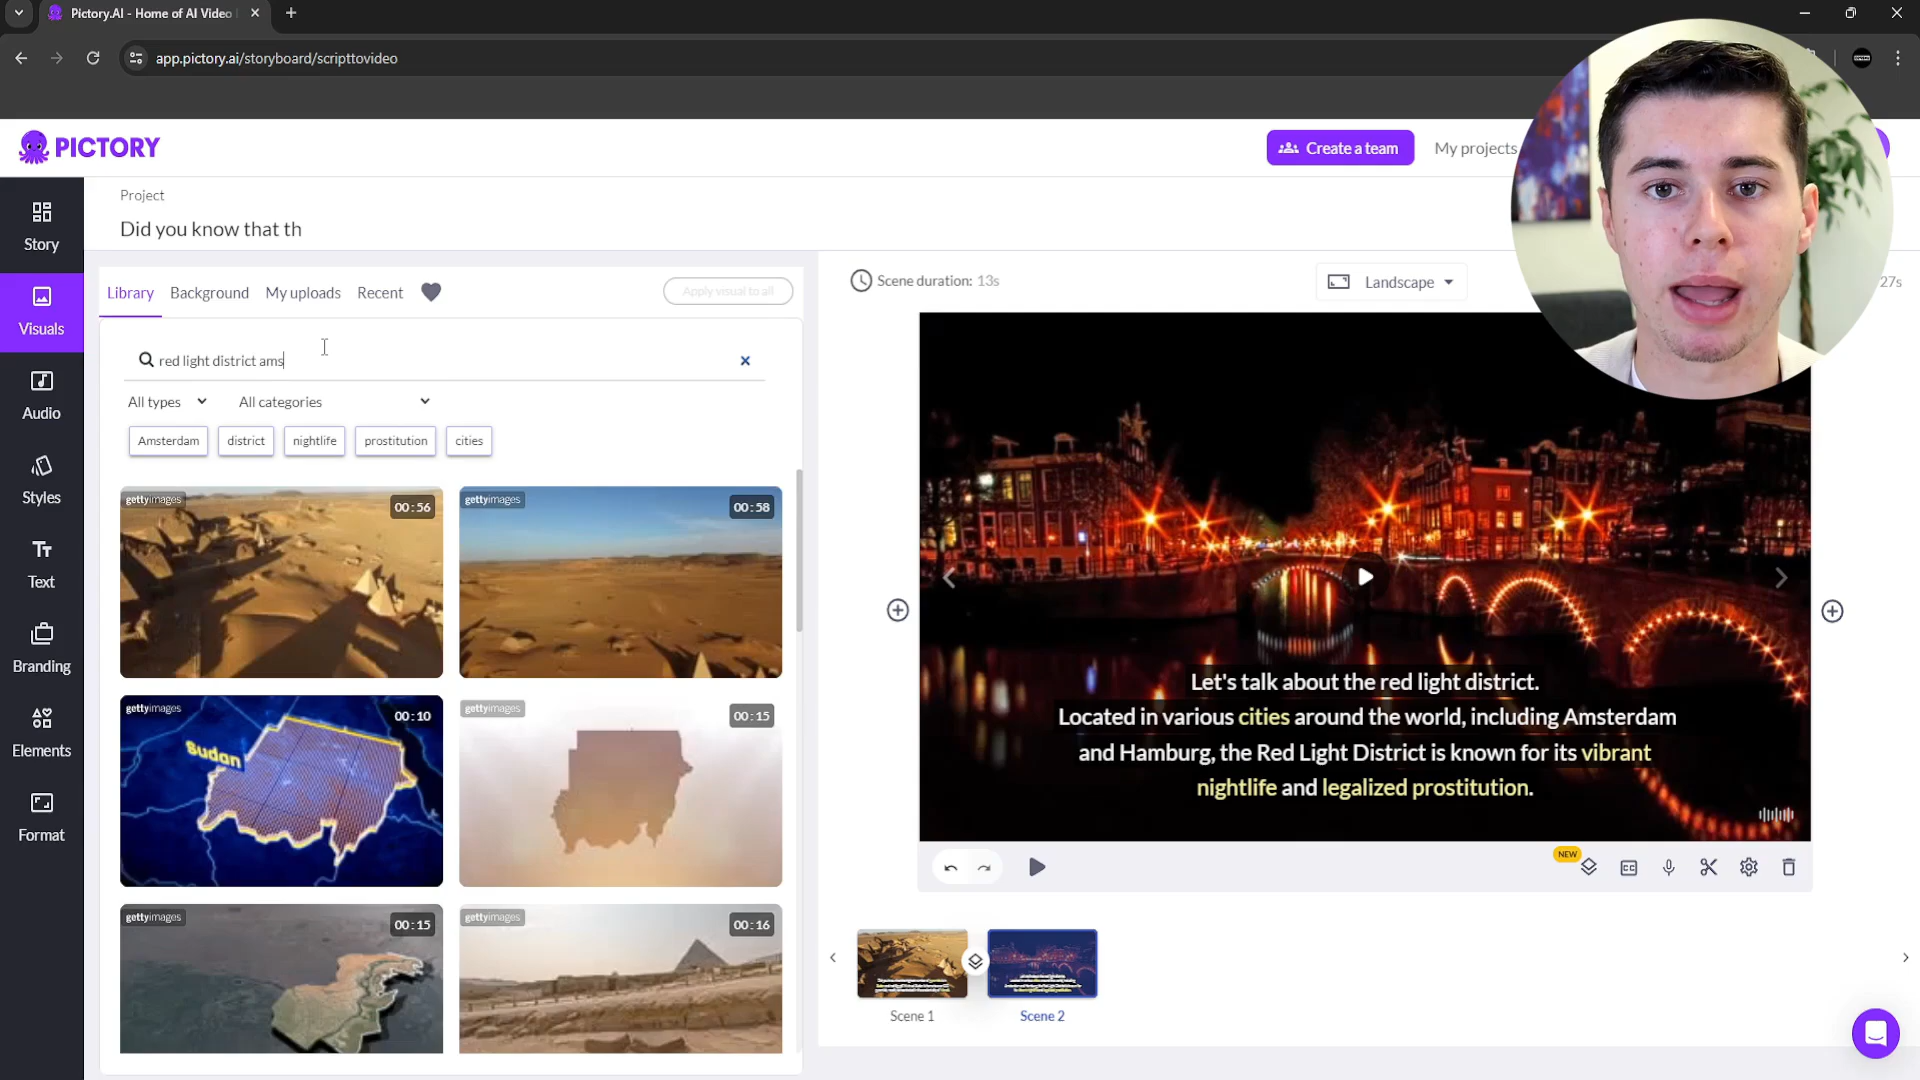 Pictory.AI - Home of AI Video
app.pictory.ai/storyboard/scripttovideo
PICTORY
Create a team
My projects
Story
Visuals
Audio
Styles
Text
Branding
Elements
Format
Project
Did you know that th
Library
Background
My uploads
Recent
Apply visual to all
red light district ams
All types
All categories
Amsterdam
district
nightlife
prostitution
cities
gettyimages
00:56
gettyimages
00:58
gettyimages
00:10
Sudan
gettyimages
00:15
gettyimages
00:15
gettyimages
00:16
Scene duration: 13s
Landscape
27s
Let's talk about the red light district.
Located in various cities around the world, including Amsterdam
and Hamburg, the Red Light District is known for its vibrant
nightlife and legalized prostitution.
NEW
CC
Scene 1
Scene 2